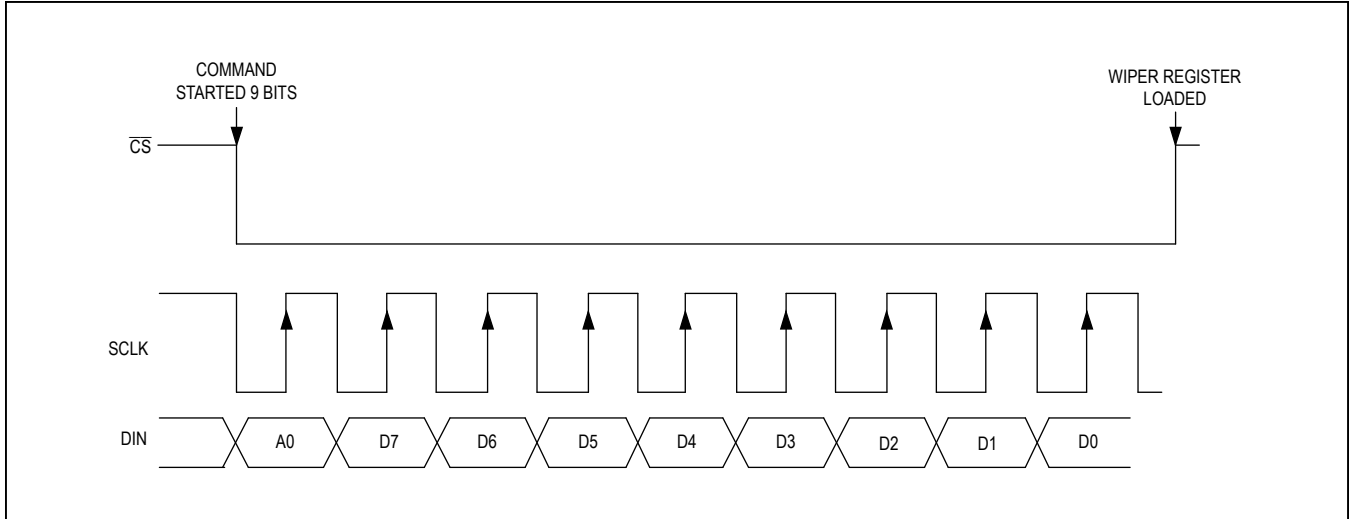 COMMAND
STARTED 9 BITS
WIPER REGISTER
LOADED
CS
SCLK
DIN
A0 D7 D6 D5 D4 D3 D2 D1 D0